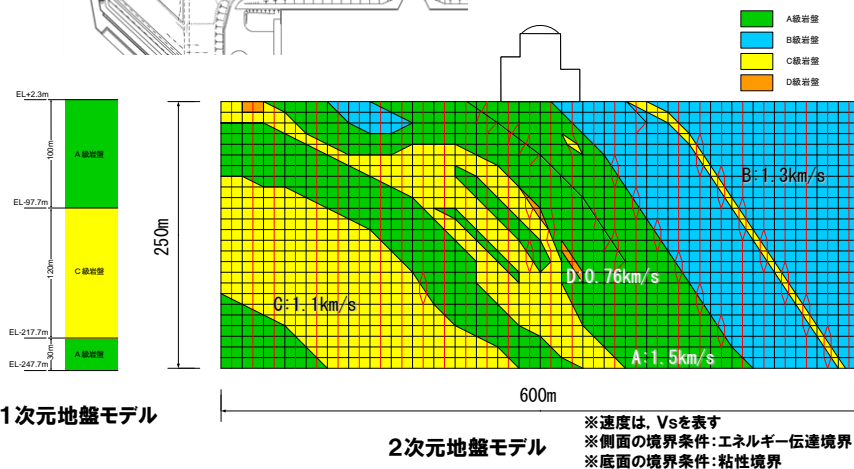 A級岩盤
B級岩盤
C級岩盤
D級岩盤
EL+2.3m
100m
A級岩盤
EL-97.7m
120m
C級岩盤
EL-217.7m
30m
A級岩盤
EL-247.7m
250m
B:1.3km/s
D:0.76km/s
C:1.1km/s
A:1.5km/s
600m
1次元地盤モデル
2次元地盤モデル
※速度は，Vsを表す
※側面の境界条件：エネルギー伝達境界
※底面の境界条件：粘性境界